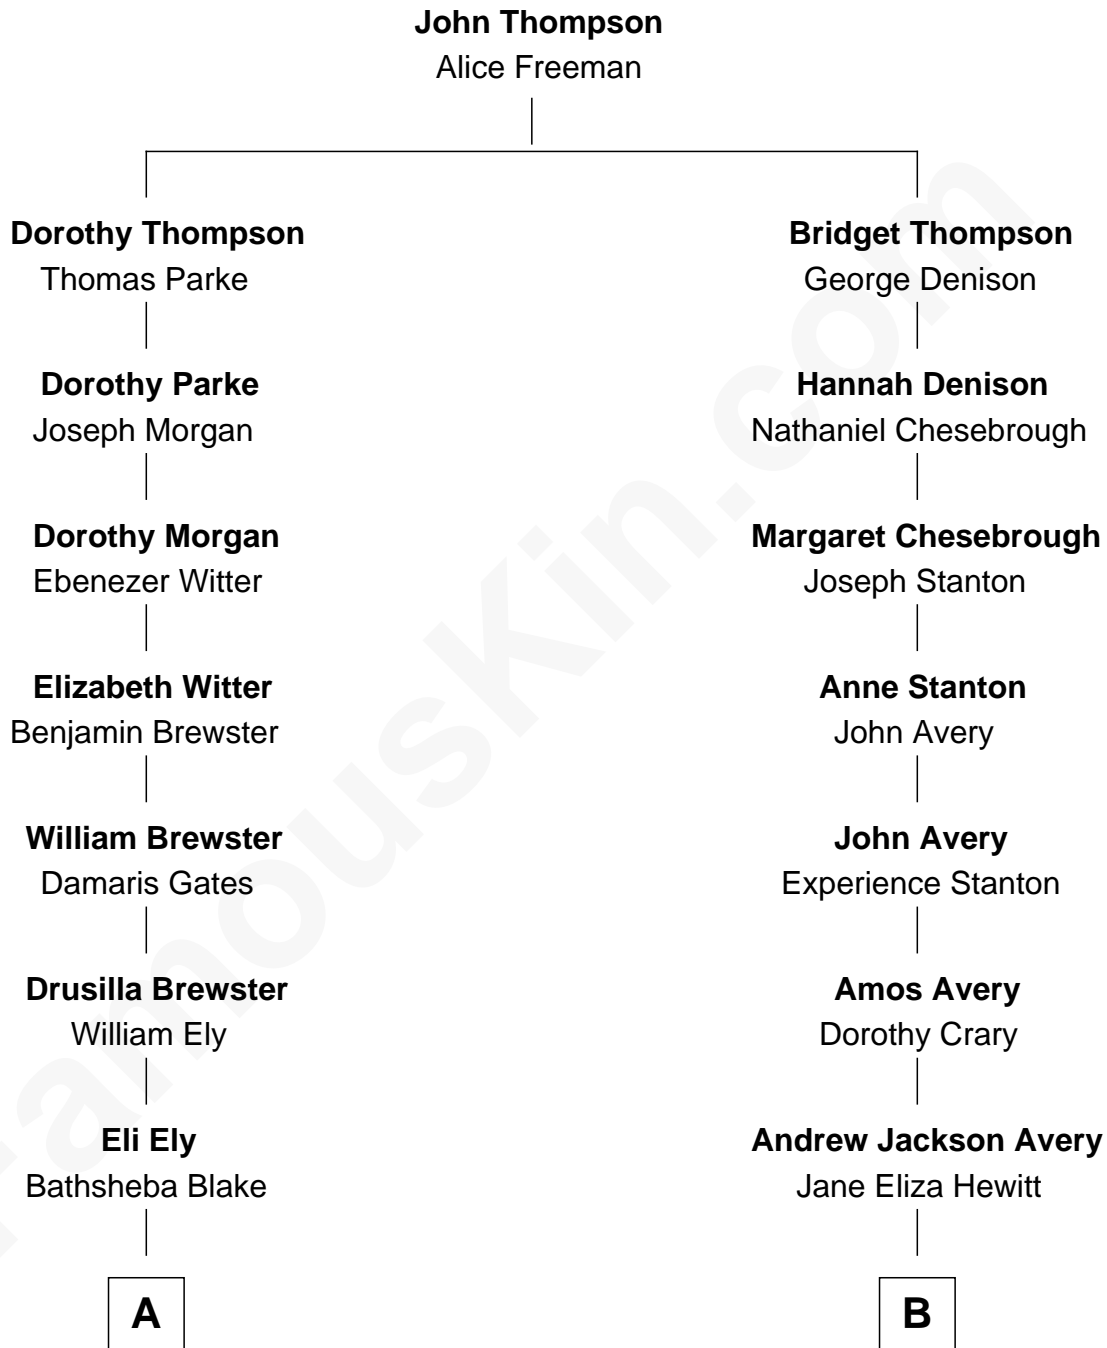 John Thompson
Alice Freeman
Dorothy Thompson
Thomas Parke
Bridget Thompson
George Denison
Dorothy Parke
Joseph Morgan
Hannah Denison
Nathaniel Chesebrough
Dorothy Morgan
Ebenezer Witter
Margaret Chesebrough
Joseph Stanton
Elizabeth Witter
Benjamin Brewster
Anne Stanton
John Avery
William Brewster
Damaris Gates
John Avery
Experience Stanton
Drusilla Brewster
William Ely
Amos Avery
Dorothy Crary
Eli Ely
Bathsheba Blake
Andrew Jackson Avery
Jane Eliza Hewitt
A
B
FamousKin.com